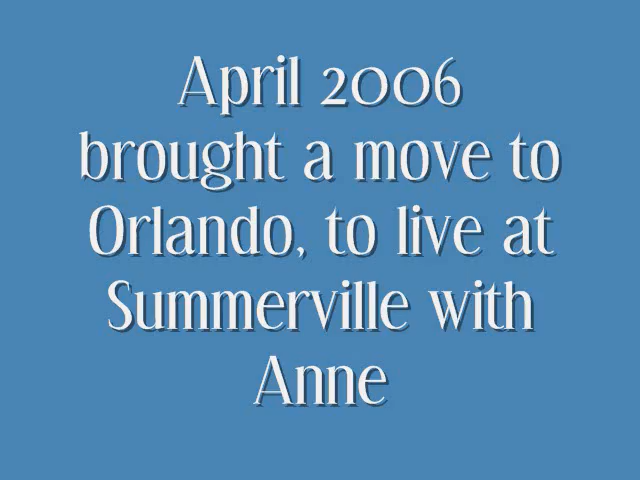 April 2006
brought a move to
Orlando, to live at
Summerville with
Anne